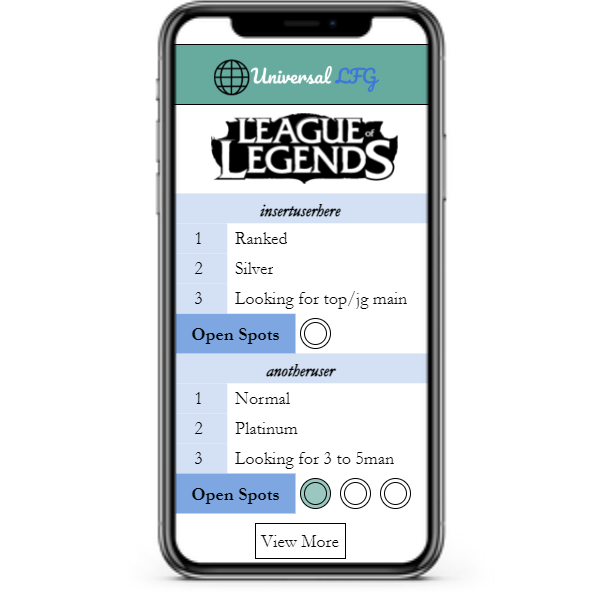 Universal LFG
LEAGUE of
LEGENDS
insertuserhere
1 Ranked
2 Silver
3 Looking for top/jg main
Open Spots
anotheruser
1 Normal
2 Platinum
3 Looking for 3 to 5man
Open Spots
View More